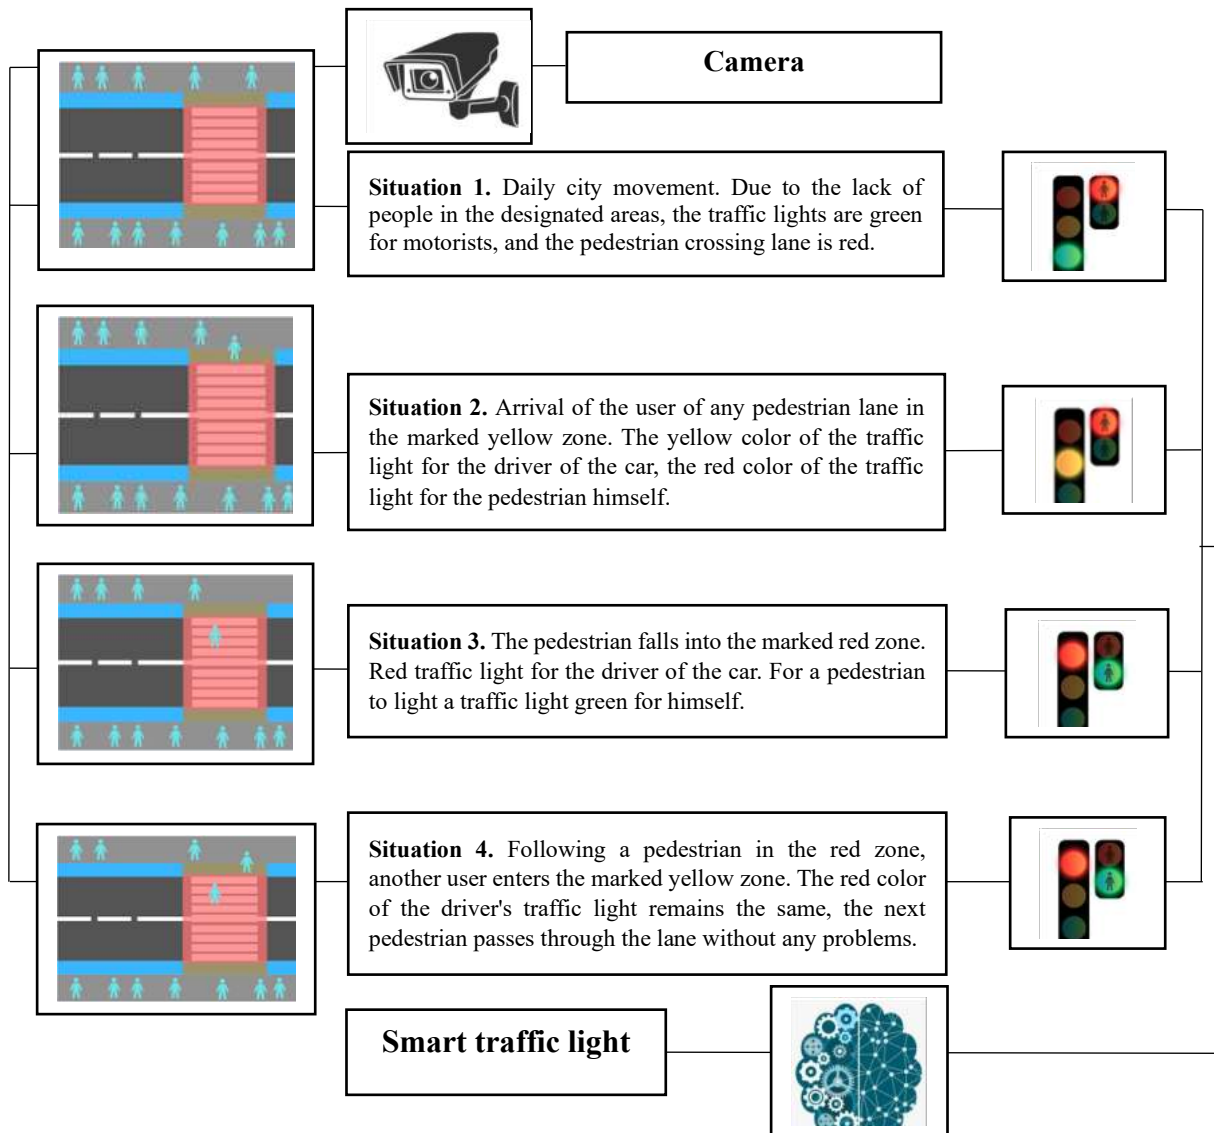 Camera
Situation 1. Daily city movement. Due to the lack of
people in the designated areas, the traffic lights are green
for motorists, and the pedestrian crossing lane is red.
Situation 2. Arrival of the user of any pedestrian lane in
the marked yellow zone. The yellow color of the traffic
light for the driver of the car, the red color of the traffic
light for the pedestrian himself.
Situation 3. The pedestrian falls into the marked red zone.
Red traffic light for the driver of the car. For a pedestrian
to light a traffic light green for himself.
Situation 4. Following a pedestrian in the red zone,
another user enters the marked yellow zone. The red color
of the driver's traffic light remains the same, the next
pedestrian passes through the lane without any problems.
Smart traffic light